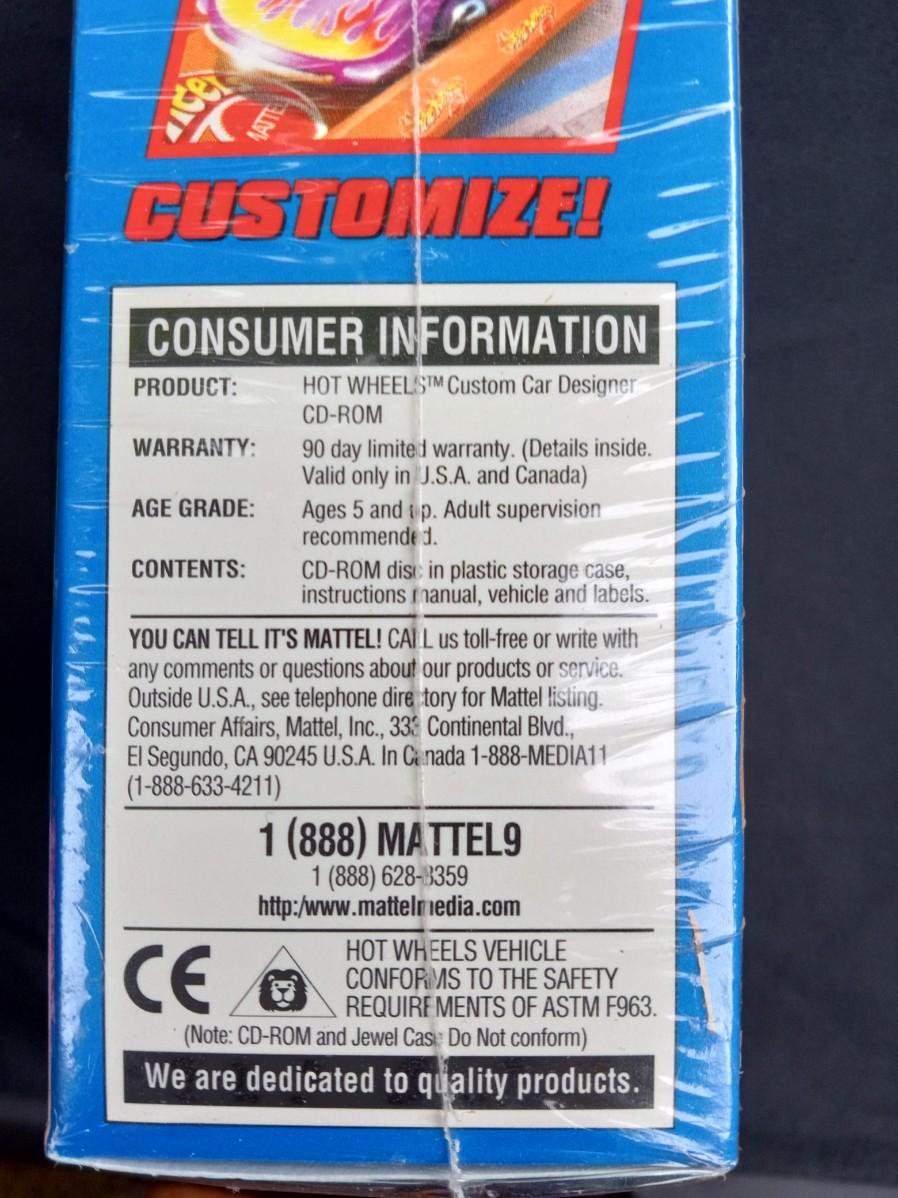 MATTEL
CUSTOMIZE!
CONSUMER INFORMATION
PRODUCT: HOT WHEELS™ Custom Car Designer
CD-ROM
WARRANTY: 90 day limited warranty. (Details inside.
Valid only in U.S.A. and Canada)
AGE GRADE: Ages 5 and up. Adult supervision
recommended.
CONTENTS: CD-ROM disc in plastic storage case,
instructions manual, vehicle and labels.
YOU CAN TELL IT'S MATTEL! CALL us toll-free or write with
any comments or questions about our products or service.
Outside U.S.A., see telephone directory for Mattel listing.
Consumer Affairs, Mattel, Inc., 333 Continental Blvd.,
El Segundo, CA 90245 U.S.A. In Canada 1-888-MEDIA11
(1-888-633-4211)
1 (888) MATTEL9
1 (888) 628-8359
http:/www.mattelmedia.com
CE HOT WHEELS VEHICLE
CONFORMS TO THE SAFETY
REQUIREMENTS OF ASTM F963.
(Note: CD-ROM and Jewel Case Do Not conform)
We are dedicated to quality products.